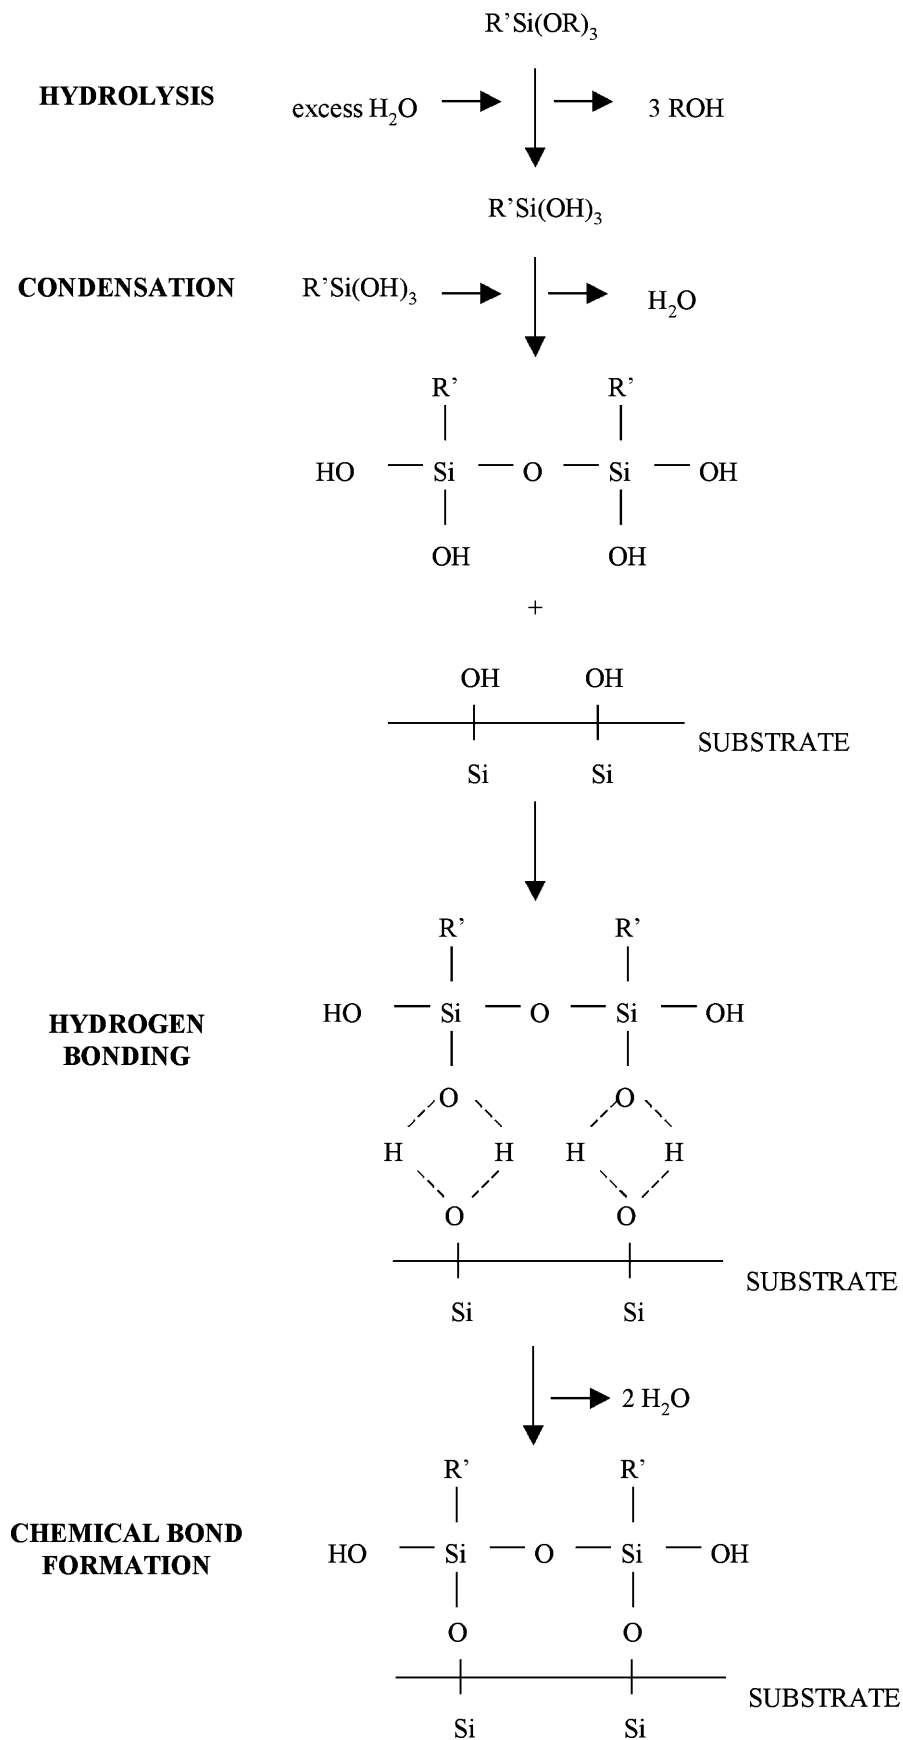 R’Si(OR)3
HYDROLYSIS
excess H2O
3 ROH
R’Si(OH)3
CONDENSATION
R’Si(OH)3
H2O
R’ R’
HO Si O Si OH
OH OH
+
OH OH
SUBSTRATE
Si Si
R’ R’
HO Si O Si OH
HYDROGEN
BONDING
O O
H H H H
O O
SUBSTRATE
Si Si
2 H2O
R’ R’
CHEMICAL BOND
FORMATION
HO Si O Si OH
O O
SUBSTRATE
Si Si